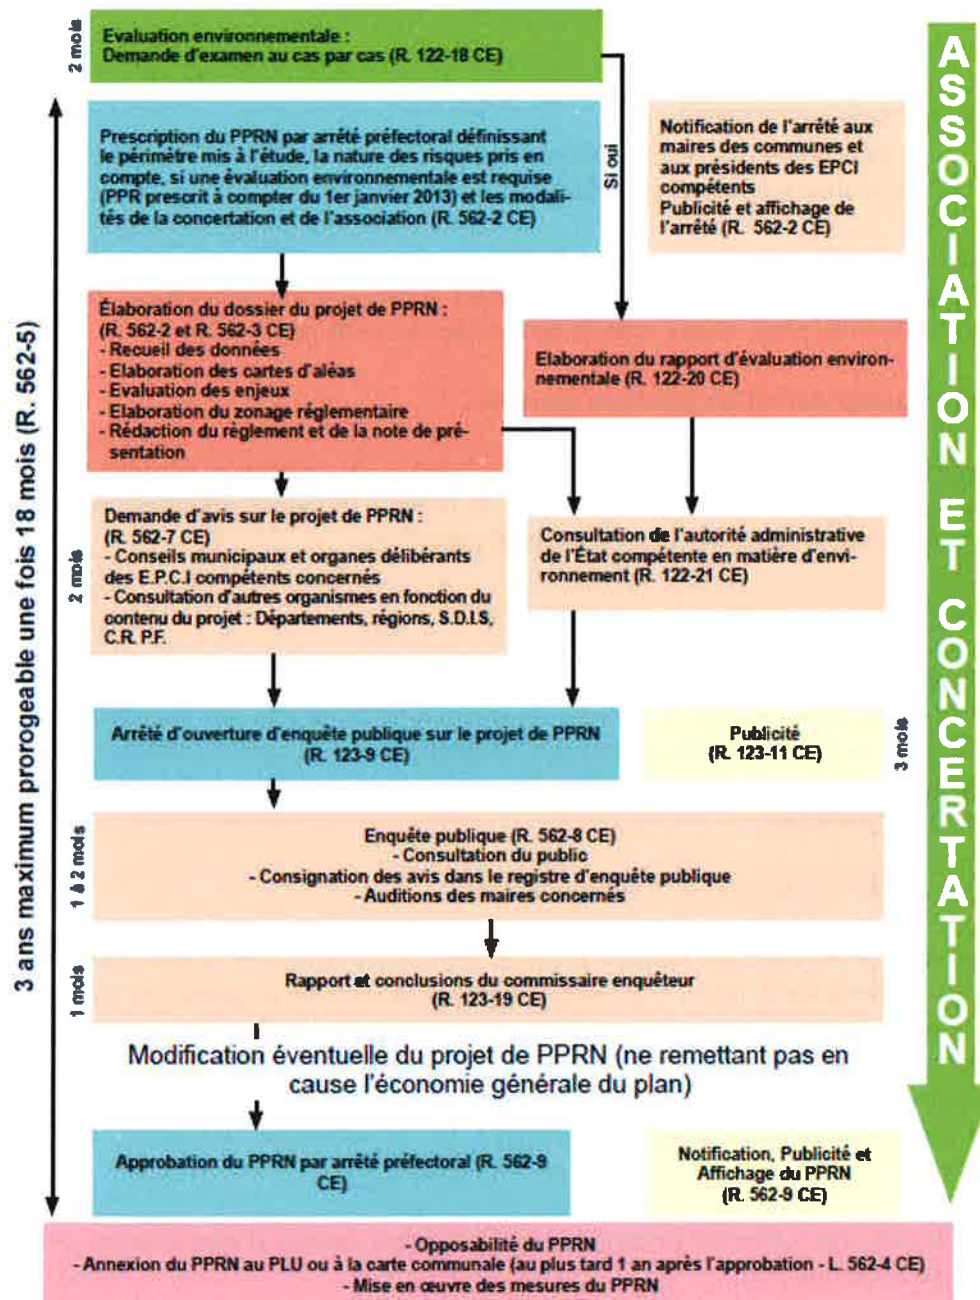 2 mois
Evaluation environnementale :
Demande d'examen au cas par cas (R. 122-18 CE)
Prescription du PPRN par arrêté préfectoral définissant
le périmètre mis à l'étude, la nature des risques pris en
compte, si une évaluation environnementale est requise
(PPR prescrit à compter du 1er janvier 2013) et les modali-
tés de la concertation et de l'association (R. 562-2 CE)
Si oui
Notification de l'arrêté aux
maires des communes et
aux présidents des EPCI
compétents
Publicité et affichage de
l'arrêté (R. 562-2 CE)
Élaboration du dossier du projet de PPRN :
(R. 562-2 et R. 562-3 CE)
- Recueil des données
- Elaboration des cartes d'aléas
- Evaluation des enjeux
- Elaboration du zonage réglementaire
- Rédaction du règlement et de la note de pré-
sentation
Elaboration du rapport d'évaluation environ-
nementale (R. 122-20 CE)
2 mois
Demande d'avis sur le projet de PPRN :
(R. 562-7 CE)
- Conseils municipaux et organes délibérants
des E.P.C.I compétents concernés
- Consultation d'autres organismes en fonction du
contenu du projet : Départements, régions, S.D.I.S,
C.R. P.F.
Consultation de l'autorité administrative
de l'État compétente en matière d'envi-
ronnement (R. 122-21 CE)
Arrêté d'ouverture d'enquête publique sur le projet de PPRN
(R. 123-9 CE)
Publicité
(R. 123-11 CE)
3 mois
1 à 2 mois
Enquête publique (R. 562-8 CE)
- Consultation du public
- Consignation des avis dans le registre d'enquête publique
- Auditions des maires concernés
1 mois
Rapport et conclusions du commissaire enquêteur
(R. 123-19 CE)
Modification éventuelle du projet de PPRN (ne remettant pas en
cause l'économie générale du plan)
Approbation du PPRN par arrêté préfectoral (R. 562-9
CE)
Notification, Publicité et
Affichage du PPRN
(R. 562-9 CE)
- Opposabilité du PPRN
- Annexion du PPRN au PLU ou à la carte communale (au plus tard 1 an après l'approbation - L. 562-4 CE)
- Mise en œuvre des mesures du PPRN
3 ans maximum prorogeable une fois 18 mois (R. 562-5)
ASSOCIATION ET CONCERTATION